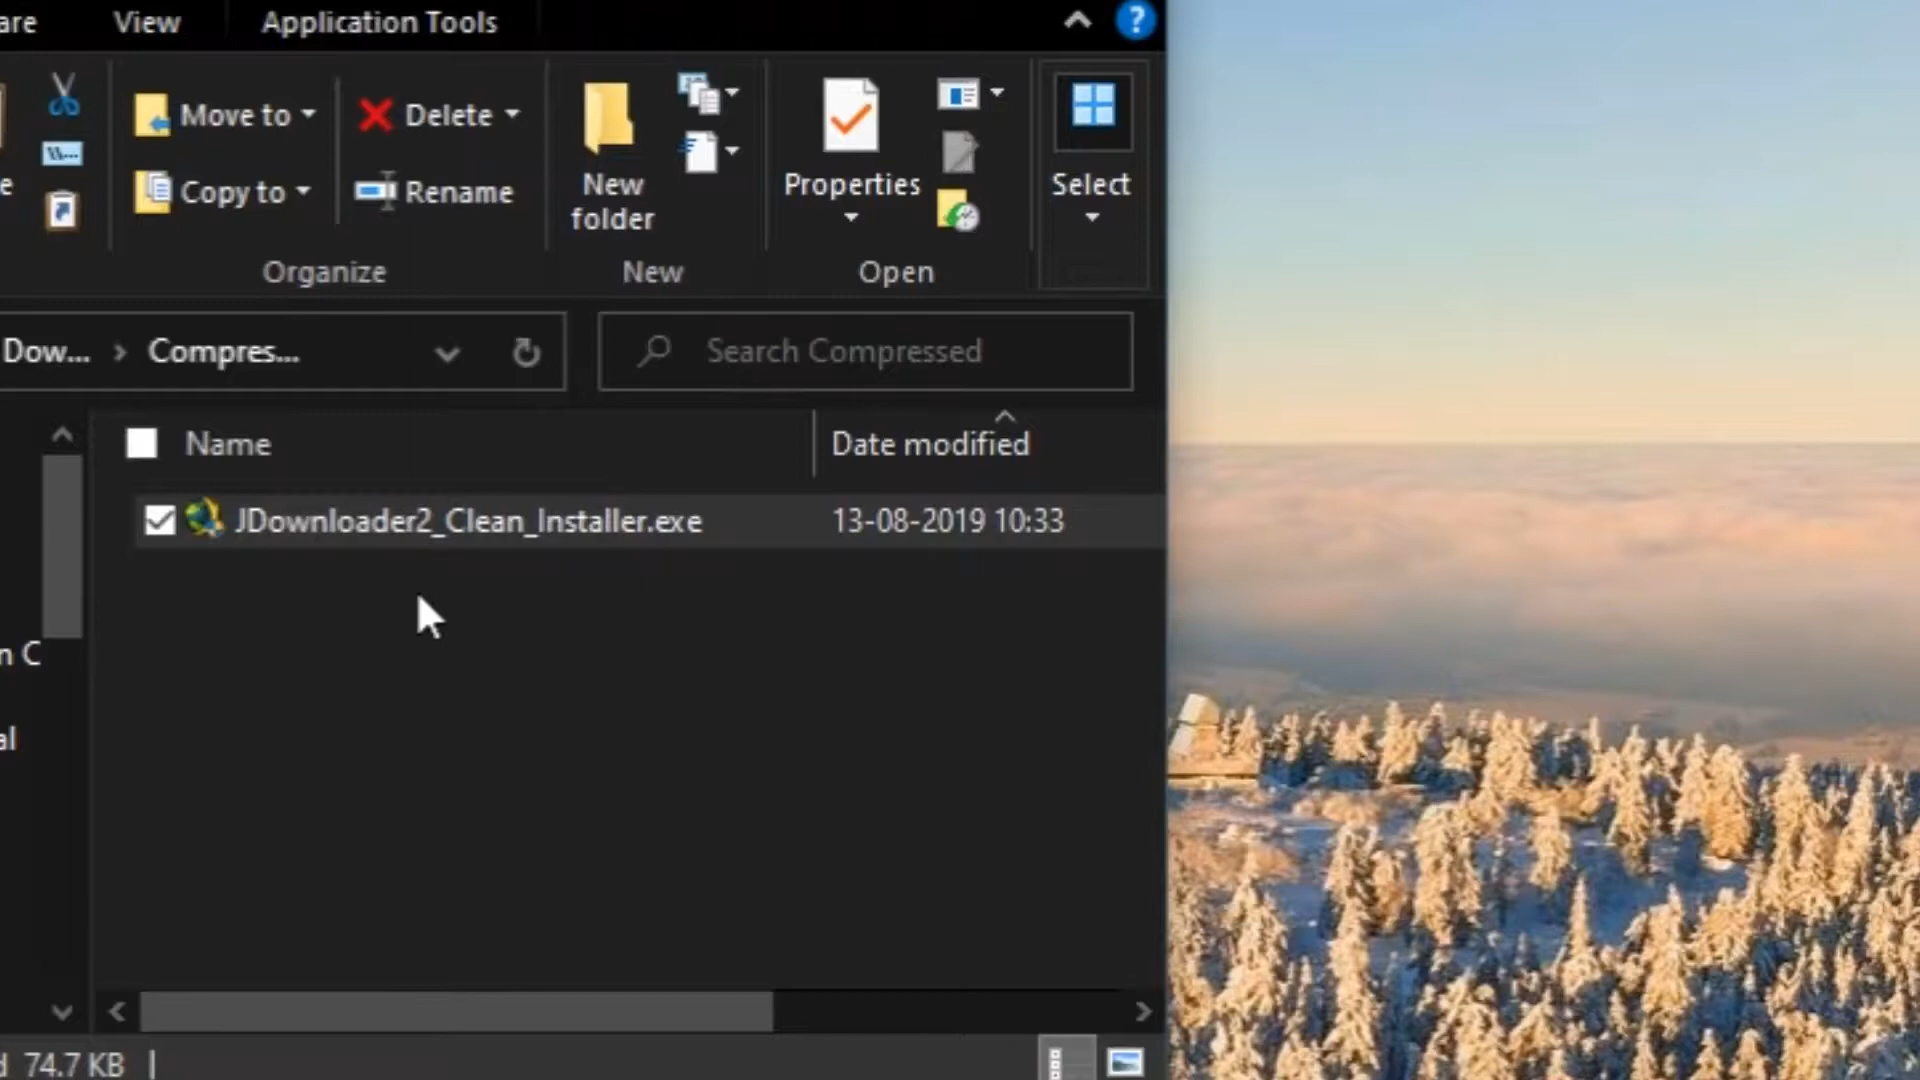 are View Application Tools
Move to Delete
Copy to Rename
New folder
Properties
Select
Organize New Open
Dow... > Compres... Search Compressed
Name Date modified
JDownloader2_Clean_Installer.exe 13-08-2019 10:33
n C
al
d 74.7 KB